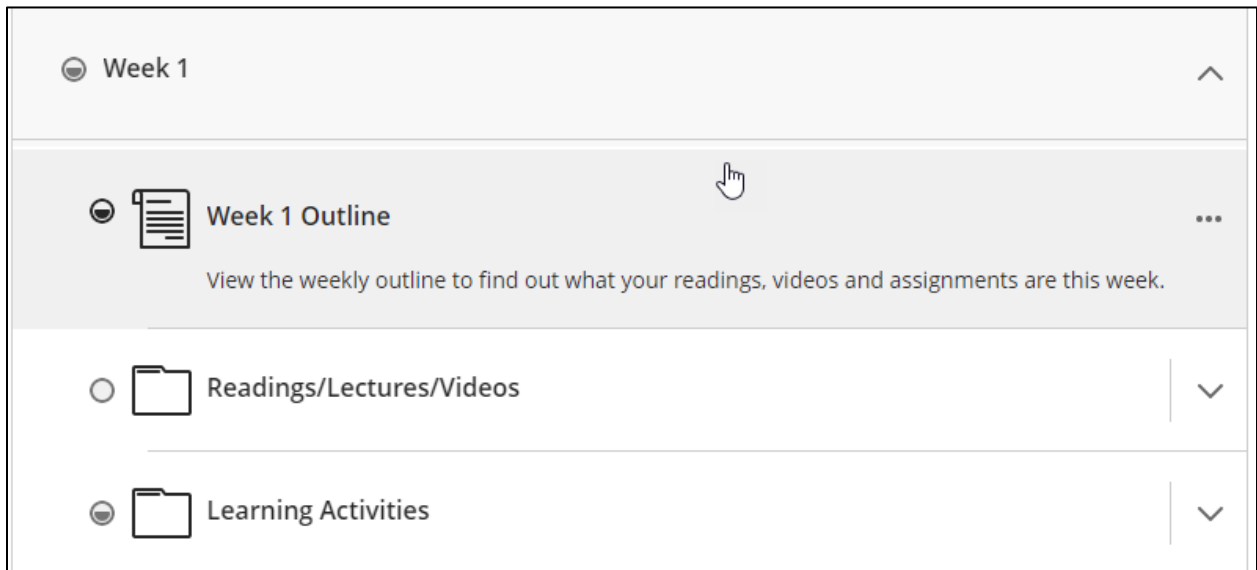 Week 1
Week 1 Outline
View the weekly outline to find out what your readings, videos and assignments are this week.
Readings/Lectures/Videos
Learning Activities